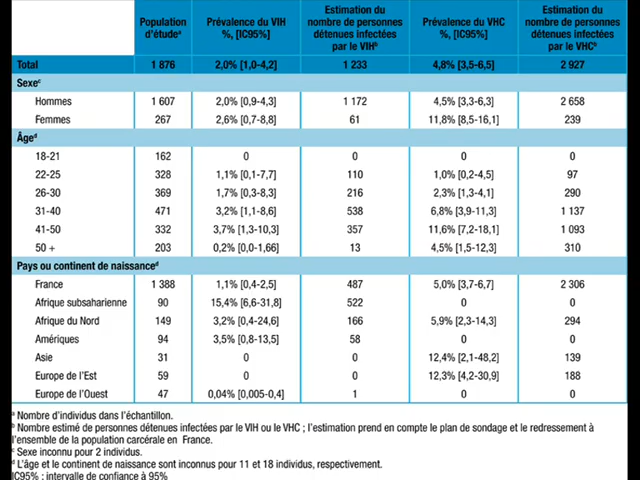 Population d'étudeᵃ | Prévalence du VIH %, [IC95%] | Estimation du nombre de personnes détenues infectées par le VIHᵇ | Prévalence du VHC %, [IC95%] | Estimation du nombre de personnes détenues infectées par le VHCᵇ
Total | 1 876 | 2,0% [1,0-4,2] | 1 233 | 4,8% [3,5-6,5] | 2 927
Sexeᶜ
Hommes | 1 607 | 2,0% [0,9-4,3] | 1 172 | 4,5% [3,3-6,3] | 2 658
Femmes | 267 | 2,6% [0,7-8,8] | 61 | 11,8% [8,5-16,1] | 239
Âgeᵈ
18-21 | 162 | 0 | 0 | 0 | 0
22-25 | 328 | 1,1% [0,1-7,7] | 110 | 1,0% [0,2-4,5] | 97
26-30 | 369 | 1,7% [0,3-8,3] | 216 | 2,3% [1,3-4,1] | 290
31-40 | 471 | 3,2% [1,1-8,6] | 538 | 6,8% [3,9-11,3] | 1 137
41-50 | 332 | 3,7% [1,3-10,3] | 357 | 11,6% [7,2-18,1] | 1 093
50 + | 203 | 0,2% [0,0-1,66] | 13 | 4,5% [1,5-12,3] | 310
Pays ou continent de naissanceᵈ
France | 1 388 | 1,1% [0,4-2,5] | 487 | 5,0% [3,7-6,7] | 2 306
Afrique subsaharienne | 90 | 15,4% [6,6-31,8] | 522 | 0 | 0
Afrique du Nord | 149 | 3,2% [0,4-24,6] | 166 | 5,9% [2,3-14,3] | 294
Amériques | 94 | 3,5% [0,8-13,5] | 58 | 0 | 0
Asie | 31 | 0 | 0 | 12,4% [2,1-48,2] | 139
Europe de l'Est | 59 | 0 | 0 | 12,3% [4,2-30,9] | 188
Europe de l'Ouest | 47 | 0,04% [0,005-0,4] | 1 | 0 | 0
ᵃ Nombre d'individus dans l'échantillon.
ᵇ Nombre estimé de personnes détenues infectées par le VIH ou le VHC ; l'estimation prend en compte le plan de sondage et le redressement à
l'ensemble de la population carcérale en France.
ᶜ Sexe inconnu pour 2 individus.
ᵈ L'âge et le continent de naissance sont inconnus pour 11 et 18 individus, respectivement.
IC95% : intervalle de confiance à 95%